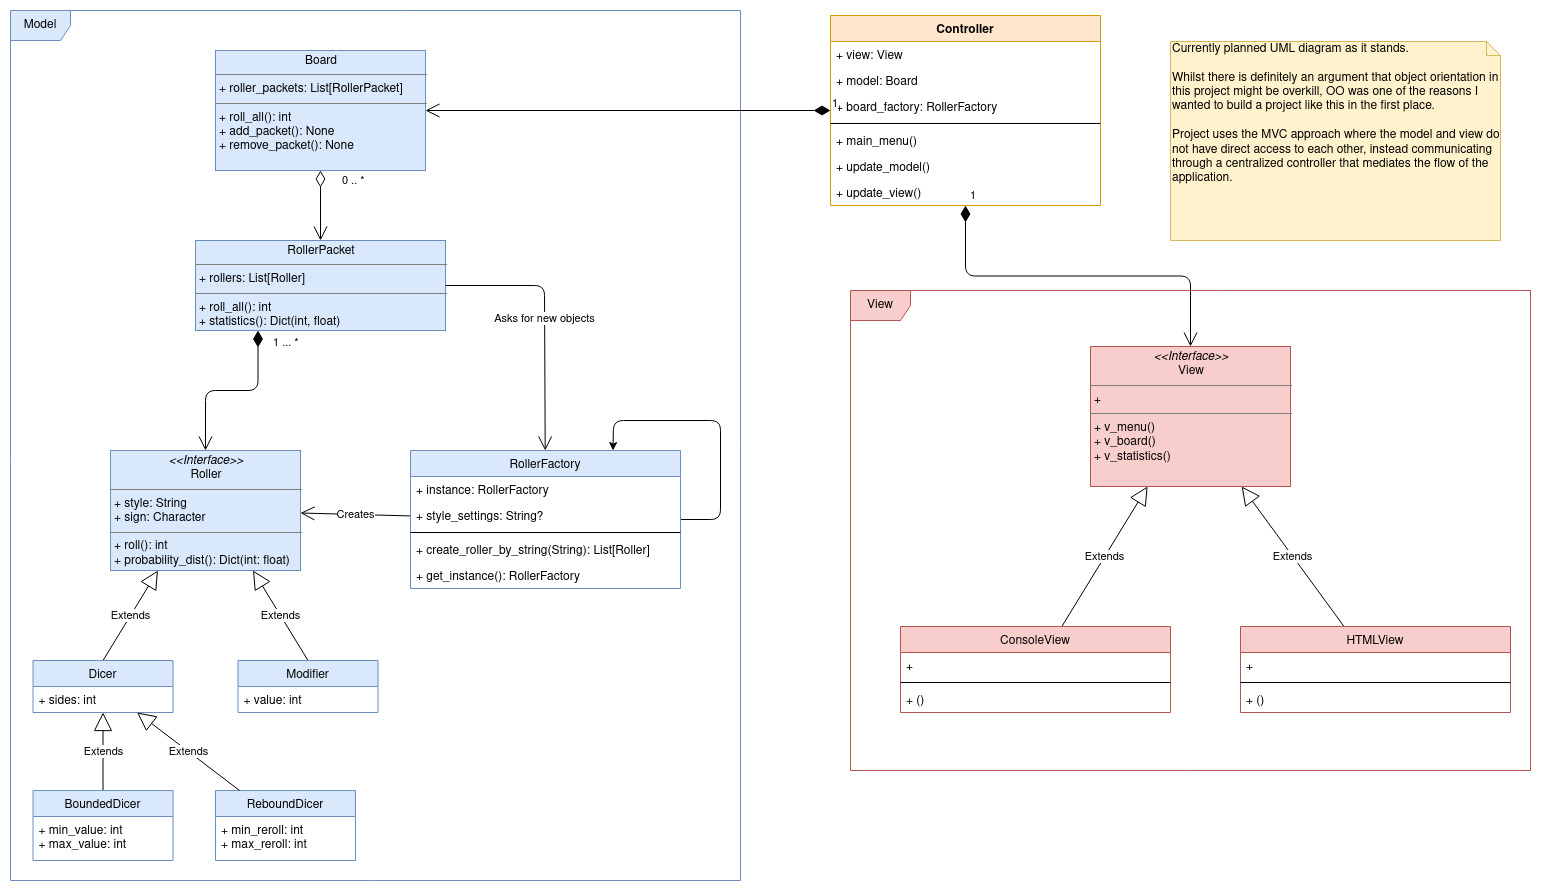 Model
Board
+ roller_packets: List[RollerPacket]
+ roll_all(): int
+ add_packet(): None
+ remove_packet(): None
0 .. *
RollerPacket
+ rollers: List[Roller]
+ roll_all(): int
+ statistics(): Dict(int, float)
1 ... *
Asks for new objects
<<Interface>>
Roller
+ style: String
+ sign: Character
+ roll(): int
+ probability_dist(): Dict(int: float)
Creates
RollerFactory
+ instance: RollerFactory
+ style_settings: String?
+ create_roller_by_string(String): List[Roller]
+ get_instance(): RollerFactory
Extends
Extends
Dicer
+ sides: int
Modifier
+ value: int
Extends
Extends
BoundedDicer
+ min_value: int
+ max_value: int
ReboundDicer
+ min_reroll: int
+ max_reroll: int
Controller
+ view: View
+ model: Board
1
+ board_factory: RollerFactory
+ main_menu()
+ update_model()
+ update_view()
1
Currently planned UML diagram as it stands.
Whilst there is definitely an argument that object orientation in
this project might be overkill, OO was one of the reasons I
wanted to build a project like this in the first place.
Project uses the MVC approach where the model and view do
not have direct access to each other, instead communicating
through a centralized controller that mediates the flow of the
application.
View
<<Interface>>
View
+
+ v_menu()
+ v_board()
+ v_statistics()
Extends
Extends
ConsoleView
+
+ ()
HTMLView
+
+ ()